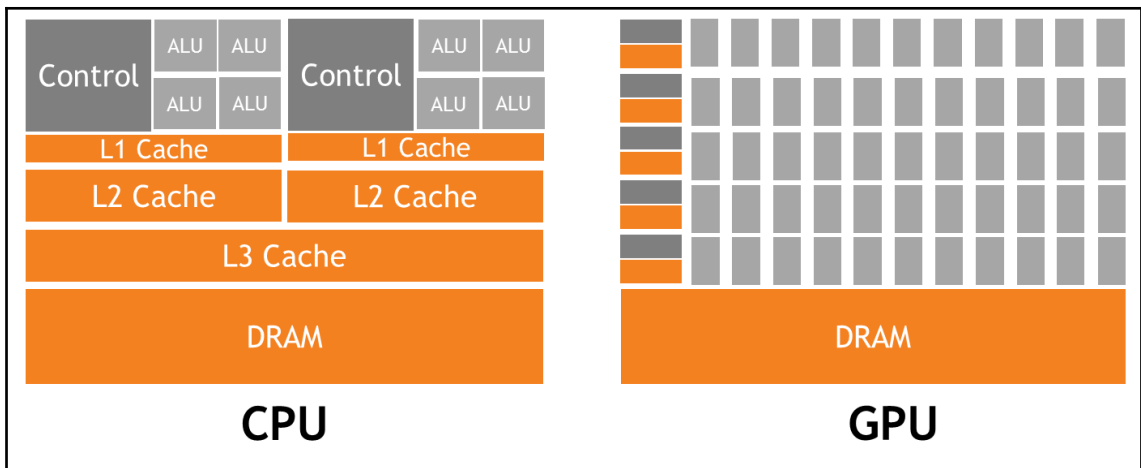 Control
ALU ALU
ALU ALU
Control
ALU ALU
ALU ALU
L1 Cache
L1 Cache
L2 Cache
L2 Cache
L3 Cache
DRAM
CPU
DRAM
GPU